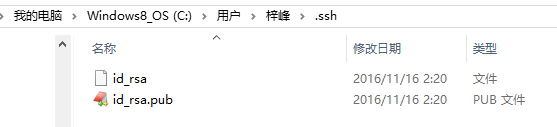 我的电脑 > Windows8_OS (C:) > 用户 > 梓峰 > .ssh
名称 修改日期 类型
id_rsa 2016/11/16 2:20 文件
id_rsa.pub 2016/11/16 2:20 PUB 文件